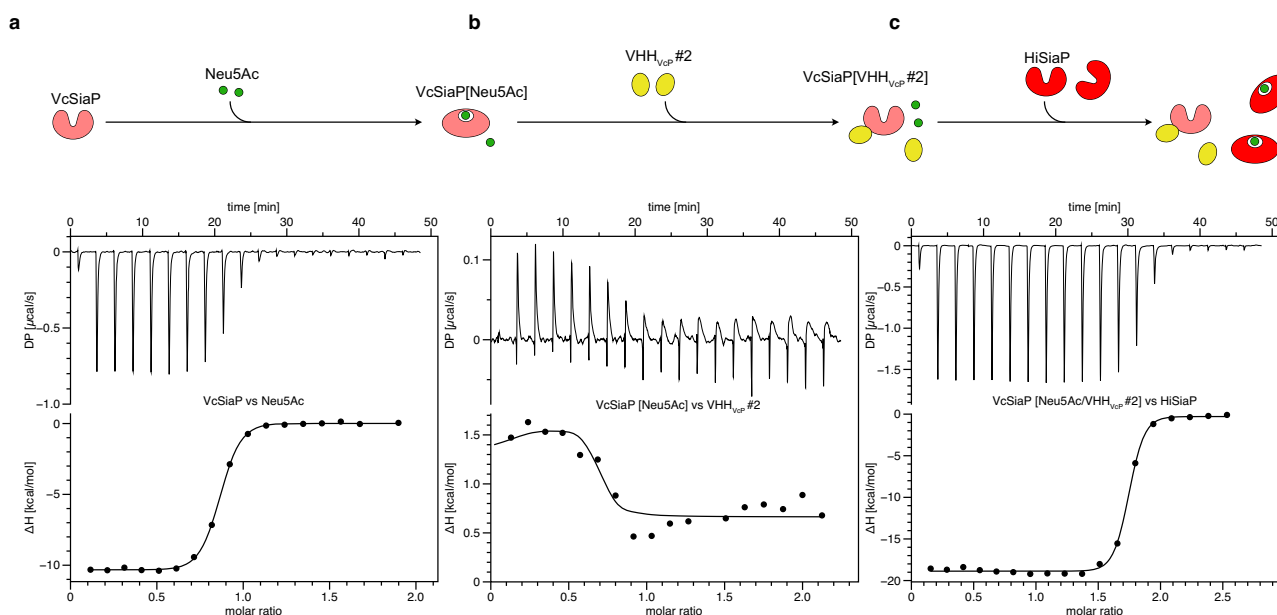 a
b
c
VcSiaP
Neu5Ac
VcSiaP[Neu5Ac]
VHH_VcP #2
VcSiaP[VHH_VcP #2]
HiSiaP
time [min]
0 10 20 30 40 50
DP [µcal/s]
0
−0.5
−1.0
VcSiaP vs Neu5Ac
ΔH [kcal/mol]
0
−5
−10
0 0.5 1.0 1.5 2.0
molar ratio
time [min]
0 10 20 30 40 50
DP [µcal/s]
0.1
0
VcSiaP [Neu5Ac] vs VHH_VcP #2
ΔH [kcal/mol]
1.5
1.0
0.5
0
0 0.5 1.0 1.5 2.0
molar ratio
time [min]
0 10 20 30 40 50
DP [µcal/s]
0
−0.5
−1.0
−1.5
VcSiaP [Neu5Ac/VHH_VcP #2] vs HiSiaP
ΔH [kcal/mol]
0
−5
−10
−15
−20
0 0.5 1.0 1.5 2.0 2.5
molar ratio